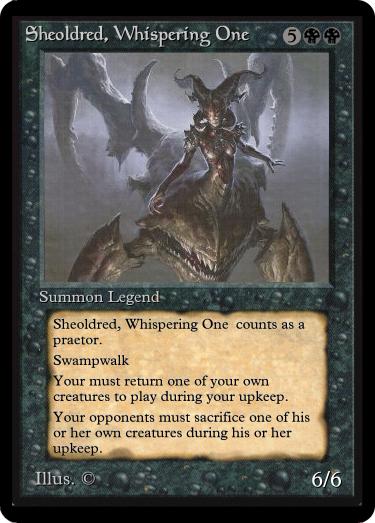 Sheoldred, Whispering One 5
Summon Legend
Sheoldred, Whispering One counts as a
praetor.
Swampwalk
Your must return one of your own
creatures to play during your upkeep.
Your opponents must sacrifice one of his
or her own creatures during his or her
upkeep.
Illus. © 6/6